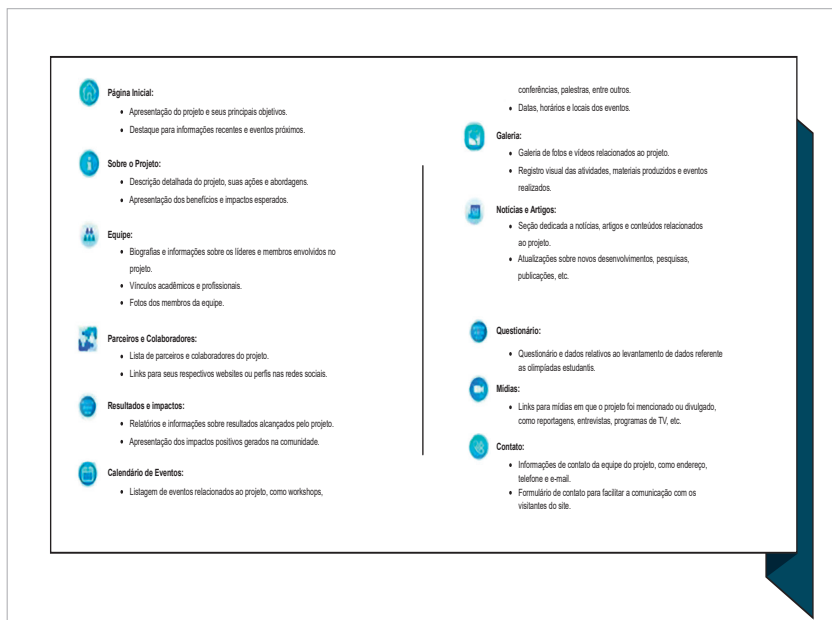 Página Inicial:
• Apresentação do projeto e seus principais objetivos.
• Destaque para informações recentes e eventos próximos.
Sobre o Projeto:
• Descrição detalhada do projeto, suas ações e abordagens.
• Apresentação dos benefícios e impactos esperados.
Equipe:
• Biografias e informações sobre os líderes e membros envolvidos no
projeto.
• Vínculos acadêmicos e profissionais.
• Fotos dos membros da equipe.
Parceiros e Colaboradores:
• Lista de parceiros e colaboradores do projeto.
• Links para seus respectivos websites ou perfis nas redes sociais.
Resultados e impactos:
• Relatórios e informações sobre resultados alcançados pelo projeto.
• Apresentação dos impactos positivos gerados na comunidade.
Calendário de Eventos:
• Listagem de eventos relacionados ao projeto, como workshops,
conferências, palestras, entre outros.
• Datas, horários e locais dos eventos.
Galeria:
• Galeria de fotos e vídeos relacionados ao projeto.
• Registro visual das atividades, materiais produzidos e eventos
realizados.
Notícias e Artigos:
• Seção dedicada a notícias, artigos e conteúdos relacionados
ao projeto.
• Atualizações sobre novos desenvolvimentos, pesquisas,
publicações, etc.
Questionário:
• Questionário e dados relativos ao levantamento de dados referente
as olimpíadas estudantis.
Mídias:
• Links para mídias em que o projeto foi mencionado ou divulgado,
como reportagens, entrevistas, programas de TV, etc.
Contato:
• Informações de contato da equipe do projeto, como endereço,
telefone e e-mail.
• Formulário de contato para facilitar a comunicação com os
visitantes do site.